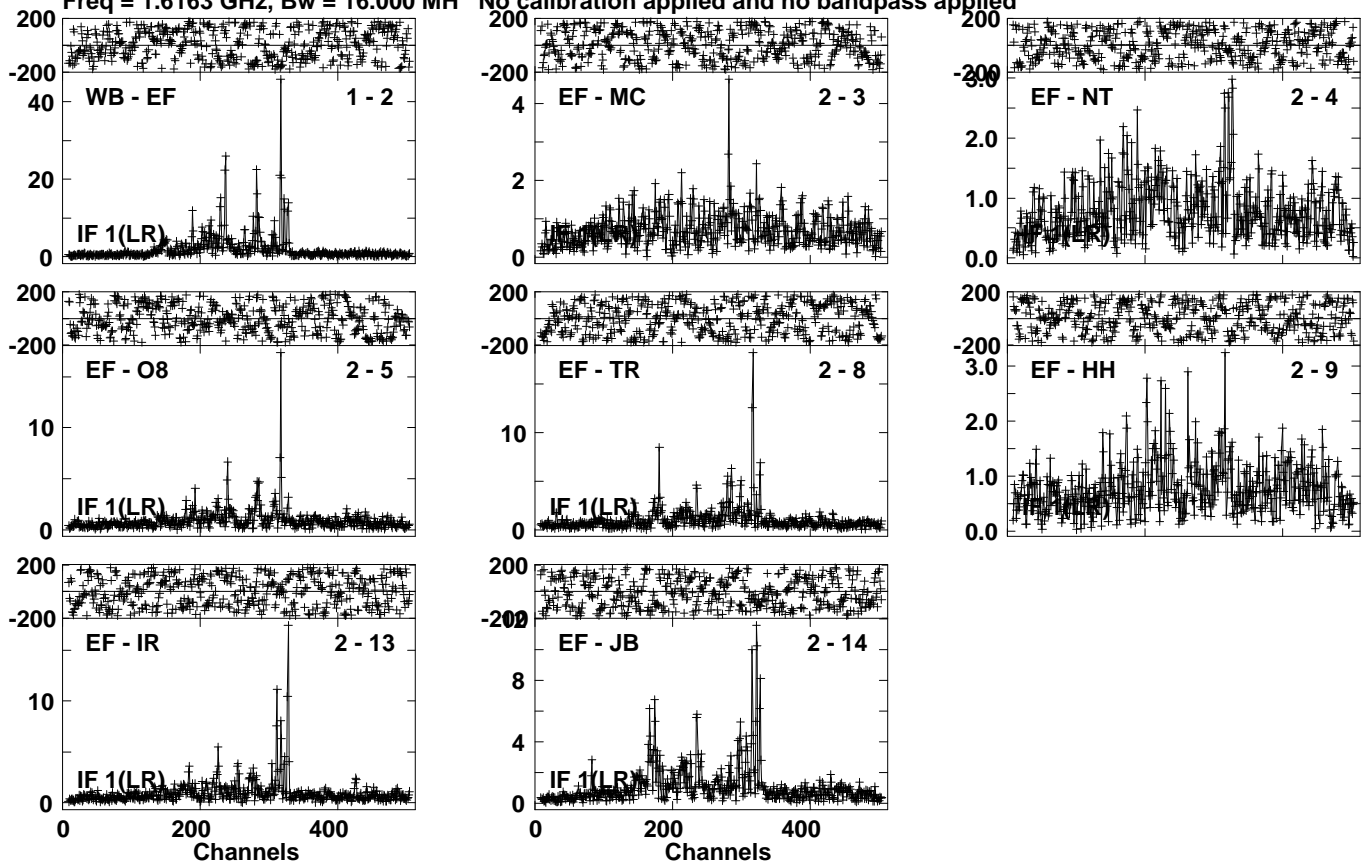 Freq = 1.6163 GHz, Bw = 16.000 MH No calibration applied and no bandpass applied
200
-200
WB - EF 1 - 2
40
20
0
IF 1(LR)
200
-200
EF - MC 2 - 3
4
2
0
200
-200
3.0
EF - NT 2 - 4
2.0
1.0
0.0
200
-200
EF - O8 2 - 5
10
0
IF 1(LR)
200
-200
EF - TR 2 - 8
10
0
IF 1(LR)
200
-200
EF - HH 2 - 9
3.0
2.0
1.0
0.0
200
-200
EF - IR 2 - 13
10
0
IF 1(LR)
0 200 400
Channels
200
-200
12
EF - JB 2 - 14
8
4
0
IF 1(LR)
0 200 400
Channels